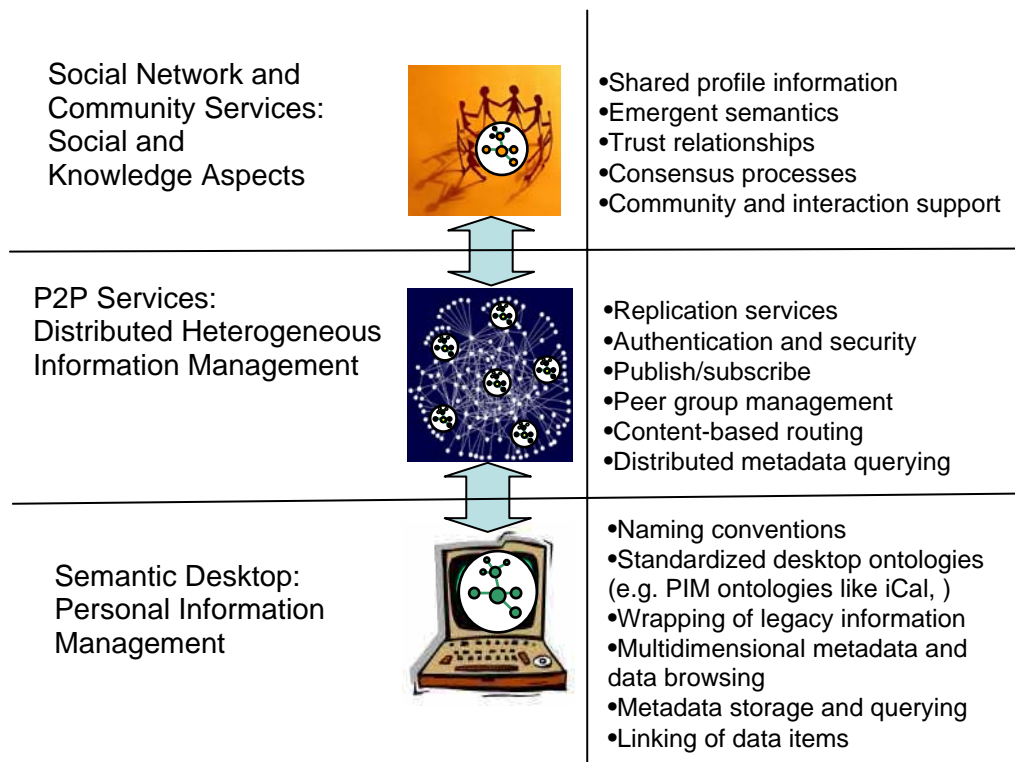 Social Network and
Community Services:
Social and
Knowledge Aspects
•Shared profile information
•Emergent semantics
•Trust relationships
•Consensus processes
•Community and interaction support
P2P Services:
Distributed Heterogeneous
Information Management
•Replication services
•Authentication and security
•Publish/subscribe
•Peer group management
•Content-based routing
•Distributed metadata querying
Semantic Desktop:
Personal Information
Management
•Naming conventions
•Standardized desktop ontologies
(e.g. PIM ontologies like iCal, )
•Wrapping of legacy information
•Multidimensional metadata and
data browsing
•Metadata storage and querying
•Linking of data items